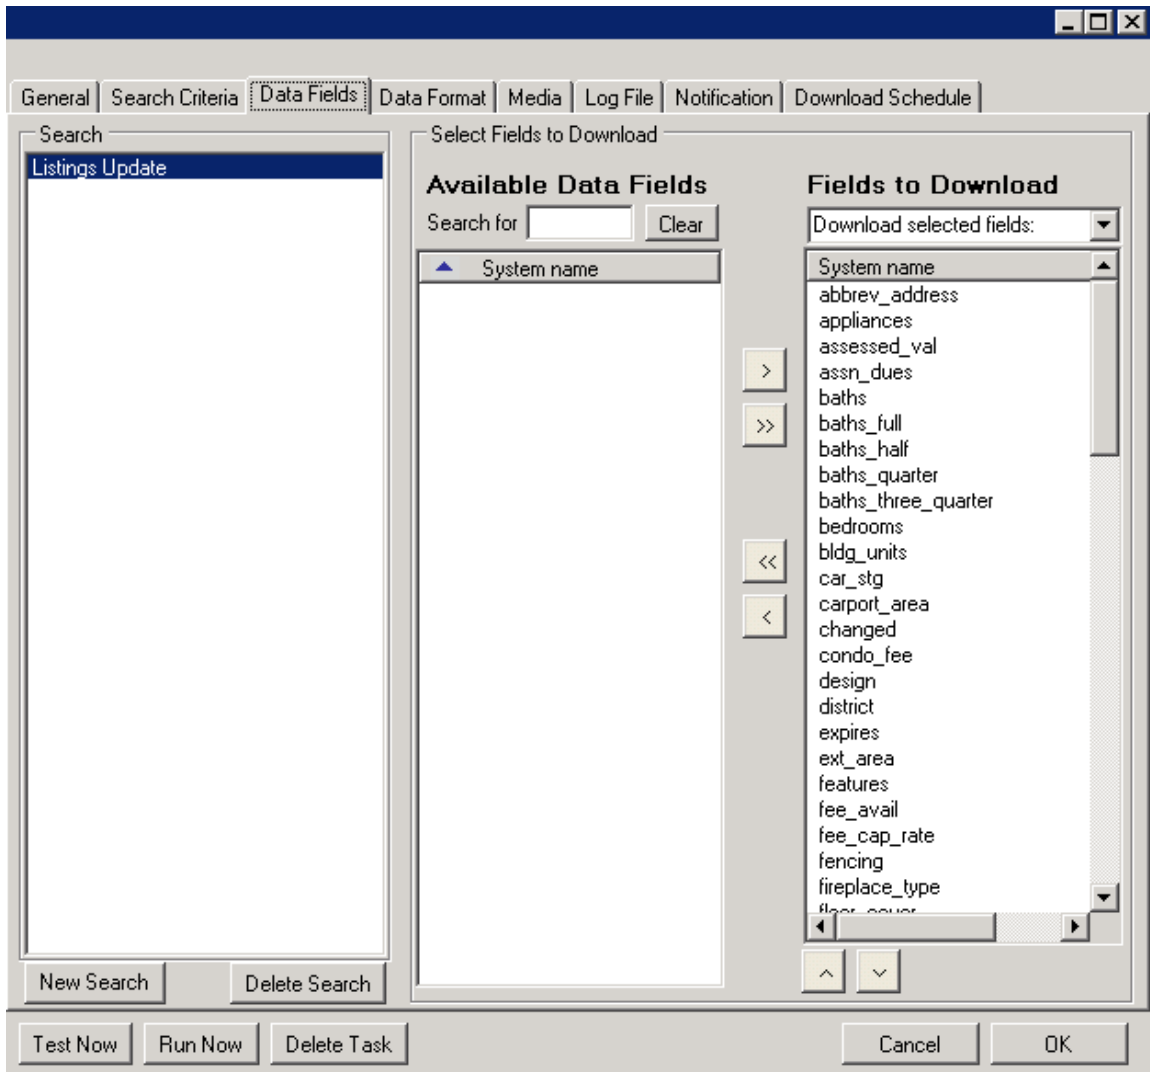 General Search Criteria Data Fields Data Format Media Log File Notification Download Schedule
Search
Listings Update
New Search Delete Search
Select Fields to Download
Available Data Fields
Search for Clear
System name
>
>>
<<
<
Fields to Download
Download selected fields:
System name
abbrev_address
appliances
assessed_val
assn_dues
baths
baths_full
baths_half
baths_quarter
baths_three_quarter
bedrooms
bldg_units
car_stg
carport_area
changed
condo_fee
design
district
expires
ext_area
features
fee_avail
fee_cap_rate
fencing
fireplace_type
floor_cover
Test Now Run Now Delete Task Cancel OK